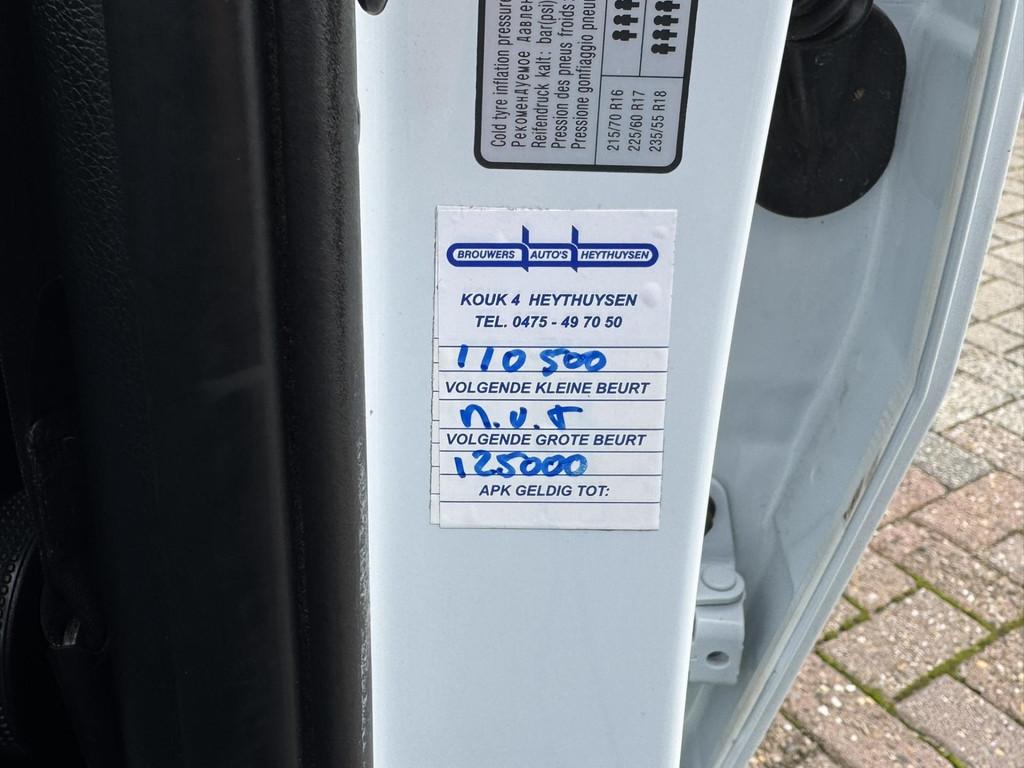 Cold tyre inflation pressure
Рекомендуемое давлен
Reifendruck kalt : bar(psi)
Pression des pneus froids :
Pressione gonfiaggio pneu
215/70 R16
225/60 R17
235/55 R18
BROUWERS AUTO'S HEYTHUYSEN
KOUK 4 HEYTHUYSEN
TEL. 0475 - 49 70 50
110 500
VOLGENDE KLEINE BEURT
n.v.t
VOLGENDE GROTE BEURT
125000
APK GELDIG TOT: